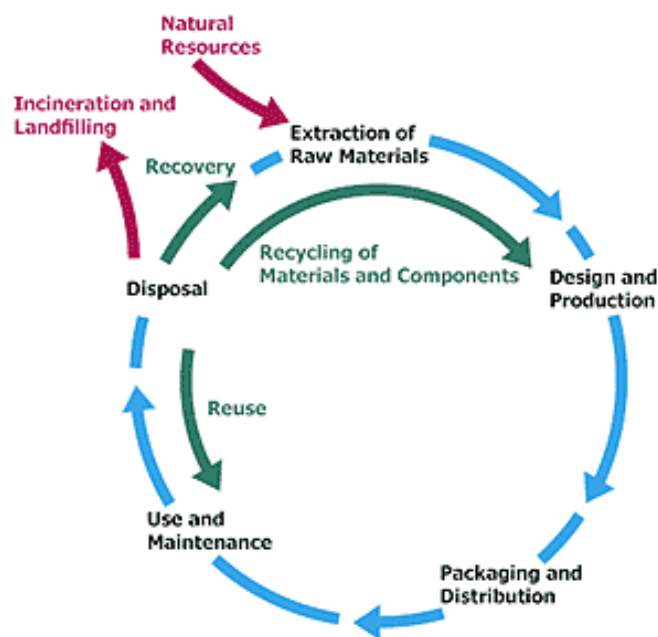 Natural
Resources
Incineration and
Landfilling
Extraction of
Raw Materials
Recovery
Recycling of
Materials and Components
Design and
Production
Disposal
Reuse
Use and
Maintenance
Packaging and
Distribution